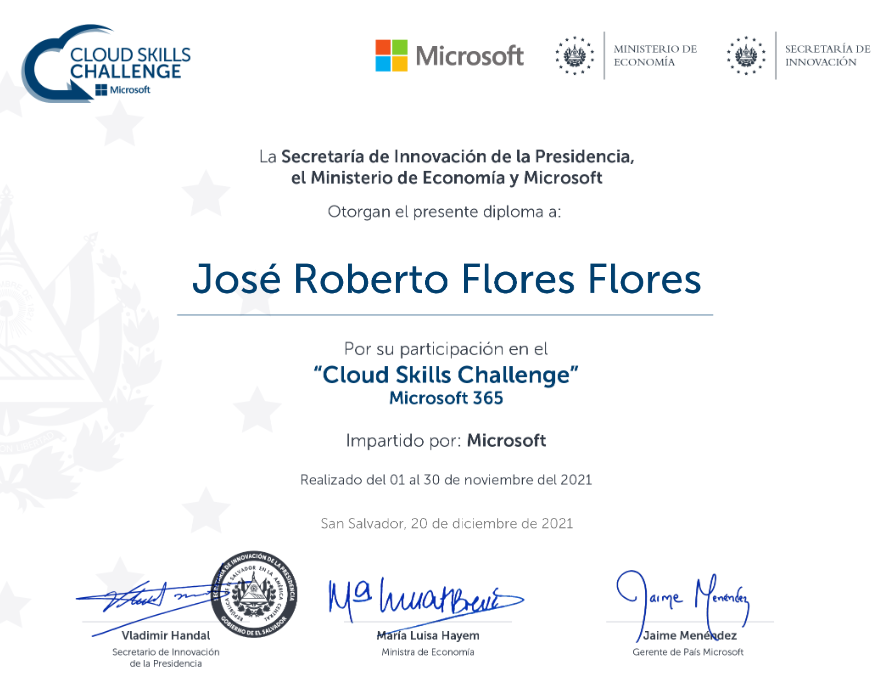 CLOUD SKILLS
CHALLENGE
Microsoft
Microsoft
MINISTERIO DE
ECONOMÍA
SECRETARÍA DE
INNOVACIÓN
La Secretaría de Innovación de la Presidencia,
el Ministerio de Economía y Microsoft
Otorgan el presente diploma a:
José Roberto Flores Flores
Por su participación en el
“Cloud Skills Challenge”
Microsoft 365
Impartido por: Microsoft
Realizado del 01 al 30 de noviembre del 2021
San Salvador, 20 de diciembre de 2021
SECRETARÍA DE INNOVACIÓN DE LA PRESIDENCIA
REPÚBLICA DE EL SALVADOR EN LA AMÉRICA CENTRAL
GOBIERNO DE EL SALVADOR
Jaime Menéndez
Vladimir Handal
Secretario de Innovación
de la Presidencia
María Luisa Hayem
Ministra de Economía
Jaime Menéndez
Gerente de País Microsoft